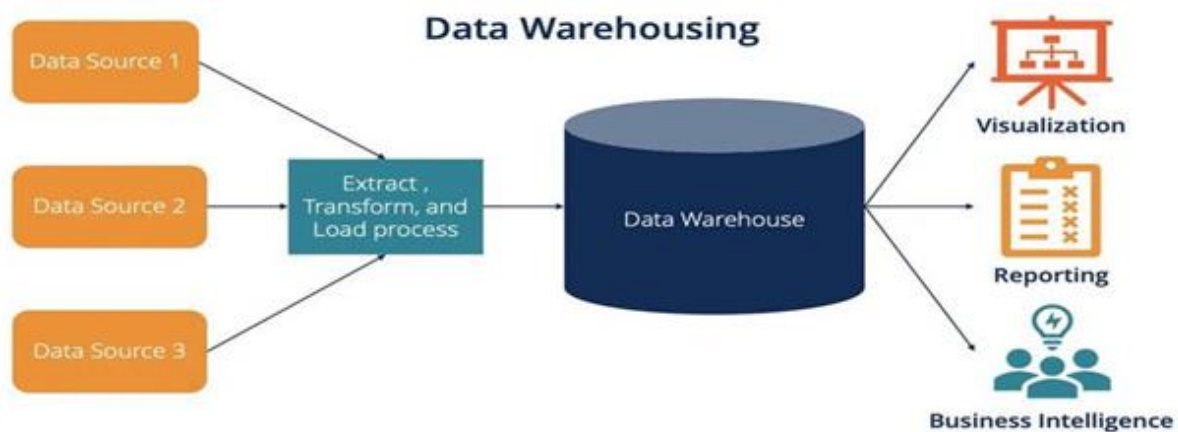 Data Warehousing
Data Source 1
Data Source 2
Data Source 3
Extract ,
Transform, and
Load process
Data Warehouse
Visualization
Reporting
Business Intelligence